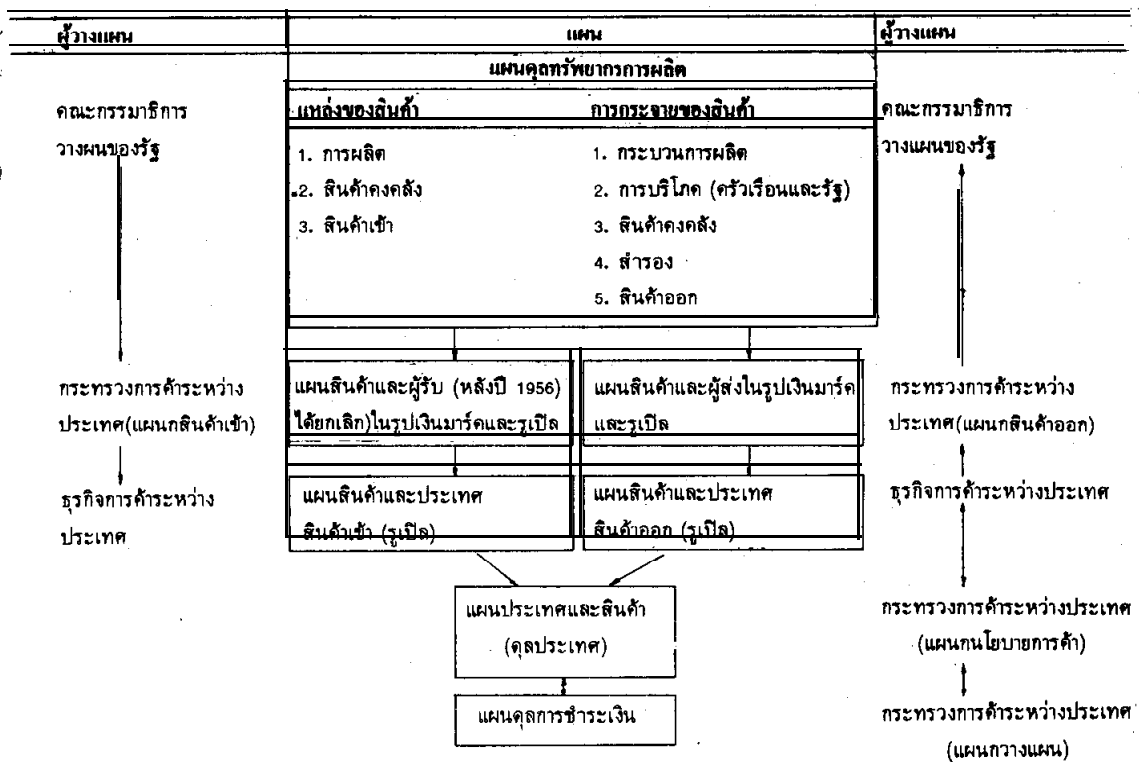 ผู้วางแผน
แผน
ผู้วางแผน
แผนดุลทรัพยากรการผลิต
คณะกรรมาธิการ
วางผนของรัฐ
แหล่งของสินค้า
1. การผลิต
2. สินค้าคงคลัง
3. สินค้าเข้า
การกระจายของสินค้า
1. กระบวนการผลิต
2. การบริโภค (ครัวเรือนและรัฐ)
3. สินค้าคงคลัง
4. สำรอง
5. สินค้าออก
คณะกรรมาธิการ
วางแผนของรัฐ
กระทรวงการค้าระหว่าง
ประเทศ(แผนกสินค้าเข้า)
แผนสินค้าและผู้รับ (หลังปี 1956)
ได้ยกเลิก)ในรูปเงินมาร์คและรูเปิล
แผนสินค้าและผู้ส่งในรูปเงินมาร์ค
และรูเปิล
กระทรวงการค้าระหว่าง
ประเทศ(แผนกสินค้าออก)
ธุรกิจการค้าระหว่าง
ประเทศ
แผนสินค้าและประเทศ
สินค้าเข้า (รูเปิล)
แผนสินค้าและประเทศ
สินค้าออก (รูเปิล)
ธุรกิจการค้าระหว่างประเทศ
แผนประเทศและสินค้า
(ดุลประเทศ)
กระทรวงการค้าระหว่างประเทศ
(แผนกนโยบายการค้า)
แผนดุลการชำระเงิน
กระทรวงการค้าระหว่างประเทศ
(แผนกวางแผน)